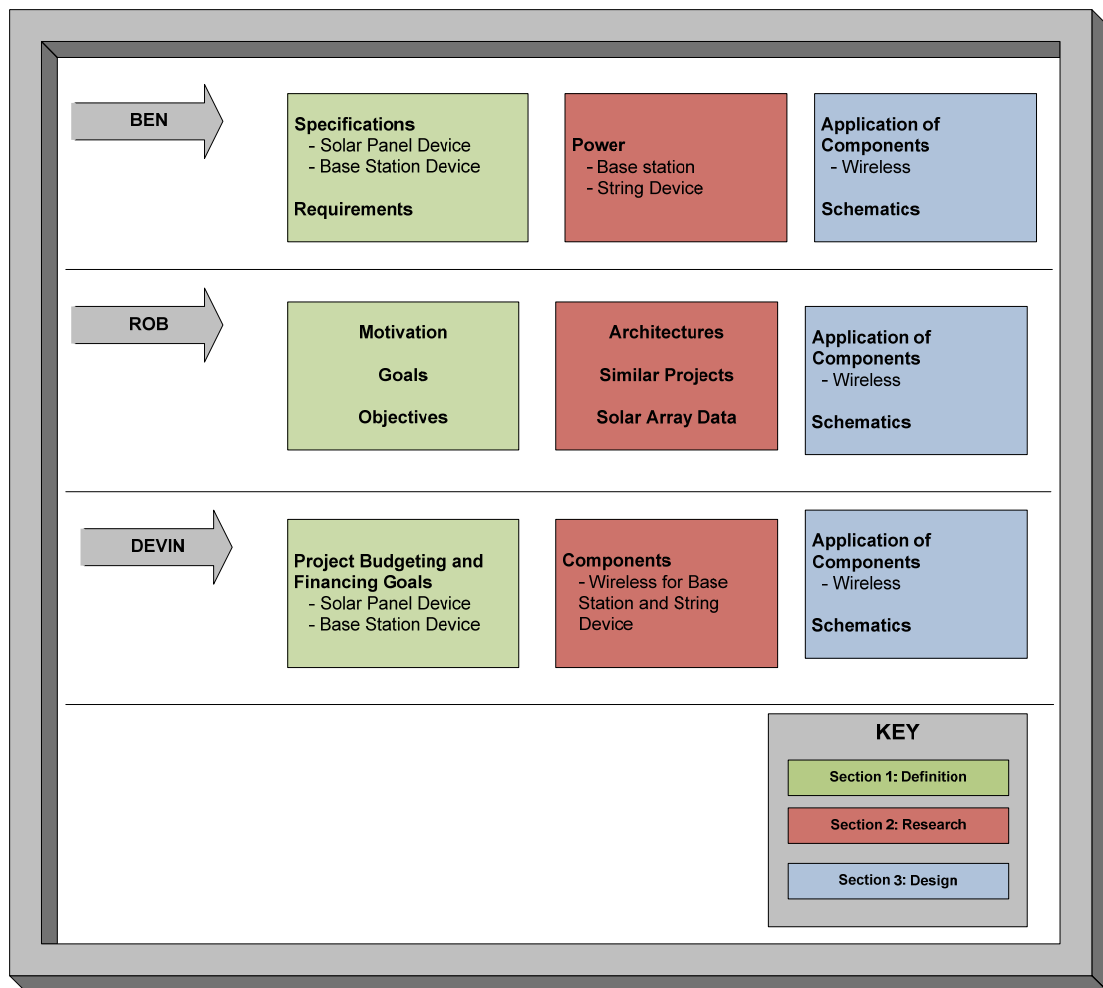 BEN
Specifications
- Solar Panel Device
- Base Station Device
Requirements
Power
- Base station
- String Device
Application of
Components
- Wireless
Schematics
ROB
Motivation
Goals
Objectives
Architectures
Similar Projects
Solar Array Data
Application of
Components
- Wireless
Schematics
DEVIN
Project Budgeting and
Financing Goals
- Solar Panel Device
- Base Station Device
Components
- Wireless for Base
Station and String
Device
Application of
Components
- Wireless
Schematics
KEY
Section 1: Definition
Section 2: Research
Section 3: Design